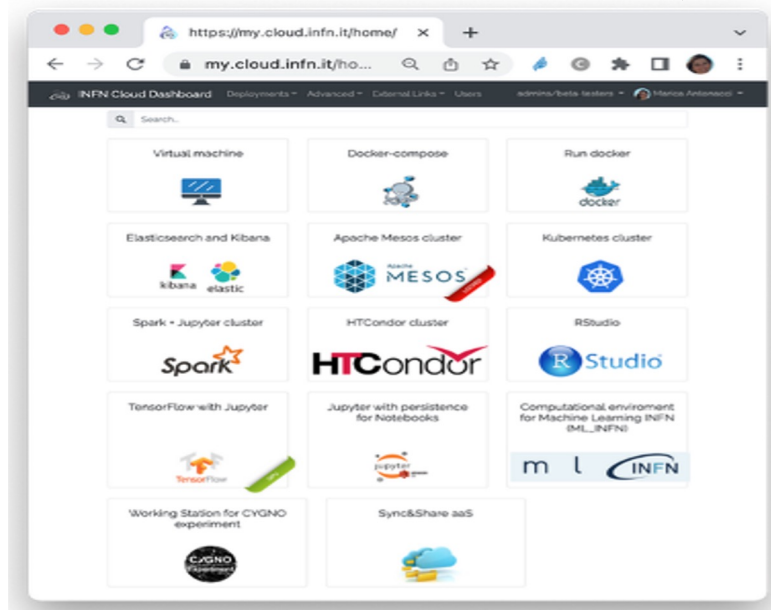 https://my.cloud.infn.it/home/
my.cloud.infn.it/ho...
INFN Cloud Dashboard Deployments Advanced External Links Users admins/beta-testers Marica Antonacci
Search..
Virtual machine
Docker-compose
Run docker
docker
Elasticsearch and Kibana
kibana elastic
Apache Mesos cluster
Apache
MESOS
Kubernetes cluster
Spark + Jupyter cluster
Spark
HTCondor cluster
HTCondor
RStudio
R Studio
TensorFlow with Jupyter
TensorFlow
Jupyter with persistence
for Notebooks
jupyter
Computational enviroment
for Machine Learning INFN
(ML_INFN)
m l INFN
Working Station for CYGNO
experiment
CYGNO
Experiment
Sync&Share aaS